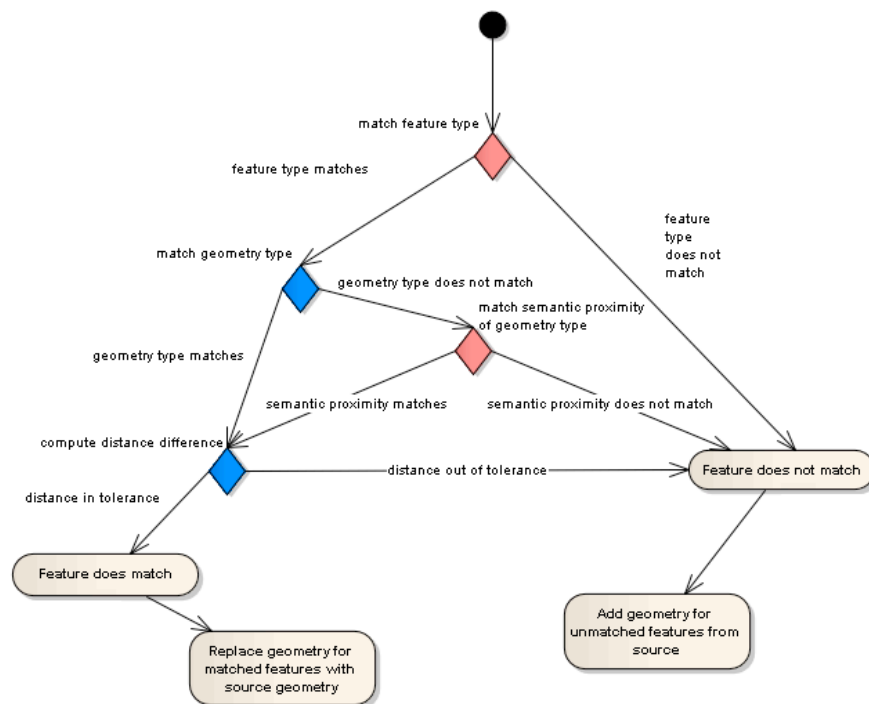 match feature type
feature type matches
feature
type
does not
match
match geometry type
geometry type does not match
match semantic proximity
of geometry type
geometry type matches
semantic proximity matches
semantic proximity does not match
compute distance difference
distance out of tolerance
Feature does not match
distance in tolerance
Feature does match
Add geometry for
unmatched features from
source
Replace geometry for
matched features with
source geometry